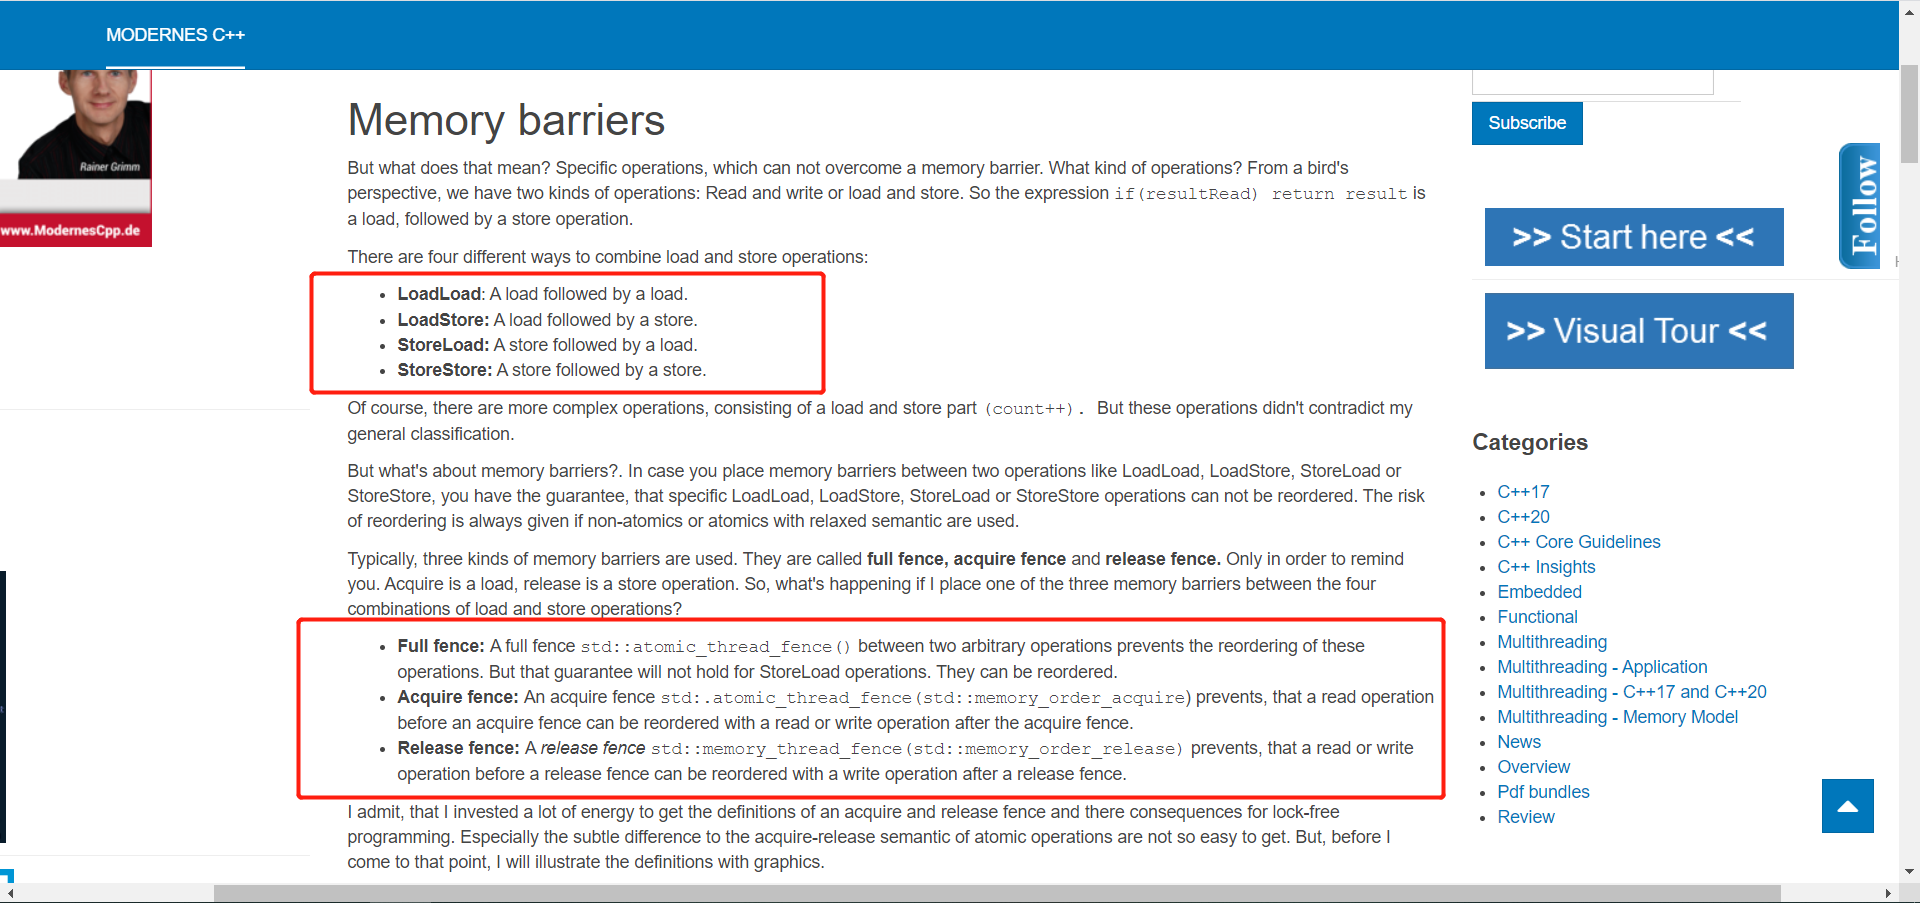 MODERNES C++
Rainer Grimm
www.ModernesCpp.de
Memory barriers
But what does that mean? Specific operations, which can not overcome a memory barrier. What kind of operations? From a bird's
perspective, we have two kinds of operations: Read and write or load and store. So the expression if(resultRead) return result is
a load, followed by a store operation.
There are four different ways to combine load and store operations:
• LoadLoad: A load followed by a load.
• LoadStore: A load followed by a store.
• StoreLoad: A store followed by a load.
• StoreStore: A store followed by a store.
Of course, there are more complex operations, consisting of a load and store part (count++). But these operations didn't contradict my
general classification.
But what's about memory barriers?. In case you place memory barriers between two operations like LoadLoad, LoadStore, StoreLoad or
StoreStore, you have the guarantee, that specific LoadLoad, LoadStore, StoreLoad or StoreStore operations can not be reordered. The risk
of reordering is always given if non-atomics or atomics with relaxed semantic are used.
Typically, three kinds of memory barriers are used. They are called full fence, acquire fence and release fence. Only in order to remind
you. Acquire is a load, release is a store operation. So, what's happening if I place one of the three memory barriers between the four
combinations of load and store operations?
• Full fence: A full fence std::atomic_thread_fence() between two arbitrary operations prevents the reordering of these
operations. But that guarantee will not hold for StoreLoad operations. They can be reordered.
• Acquire fence: An acquire fence std:.atomic_thread_fence(std::memory_order_acquire) prevents, that a read operation
before an acquire fence can be reordered with a read or write operation after the acquire fence.
• Release fence: A release fence std::memory_thread_fence(std::memory_order_release) prevents, that a read or write
operation before a release fence can be reordered with a write operation after a release fence.
I admit, that I invested a lot of energy to get the definitions of an acquire and release fence and there consequences for lock-free
programming. Especially the subtle difference to the acquire-release semantic of atomic operations are not so easy to get. But, before I
come to that point, I will illustrate the definitions with graphics.
Subscribe
>> Start here <<
>> Visual Tour <<
Follow
Categories
• C++17
• C++20
• C++ Core Guidelines
• C++ Insights
• Embedded
• Functional
• Multithreading
• Multithreading - Application
• Multithreading - C++17 and C++20
• Multithreading - Memory Model
• News
• Overview
• Pdf bundles
• Review